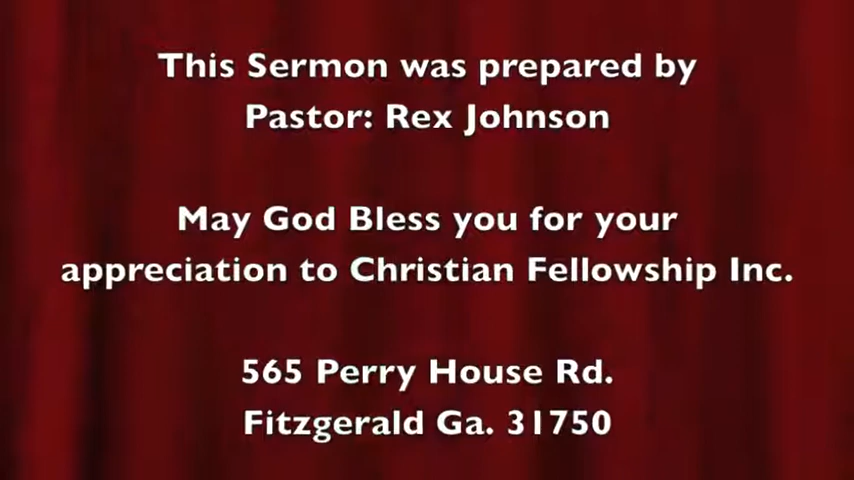 This Sermon was prepared by
Pastor: Rex Johnson
May God Bless you for your
appreciation to Christian Fellowship Inc.
565 Perry House Rd.
Fitzgerald Ga. 31750